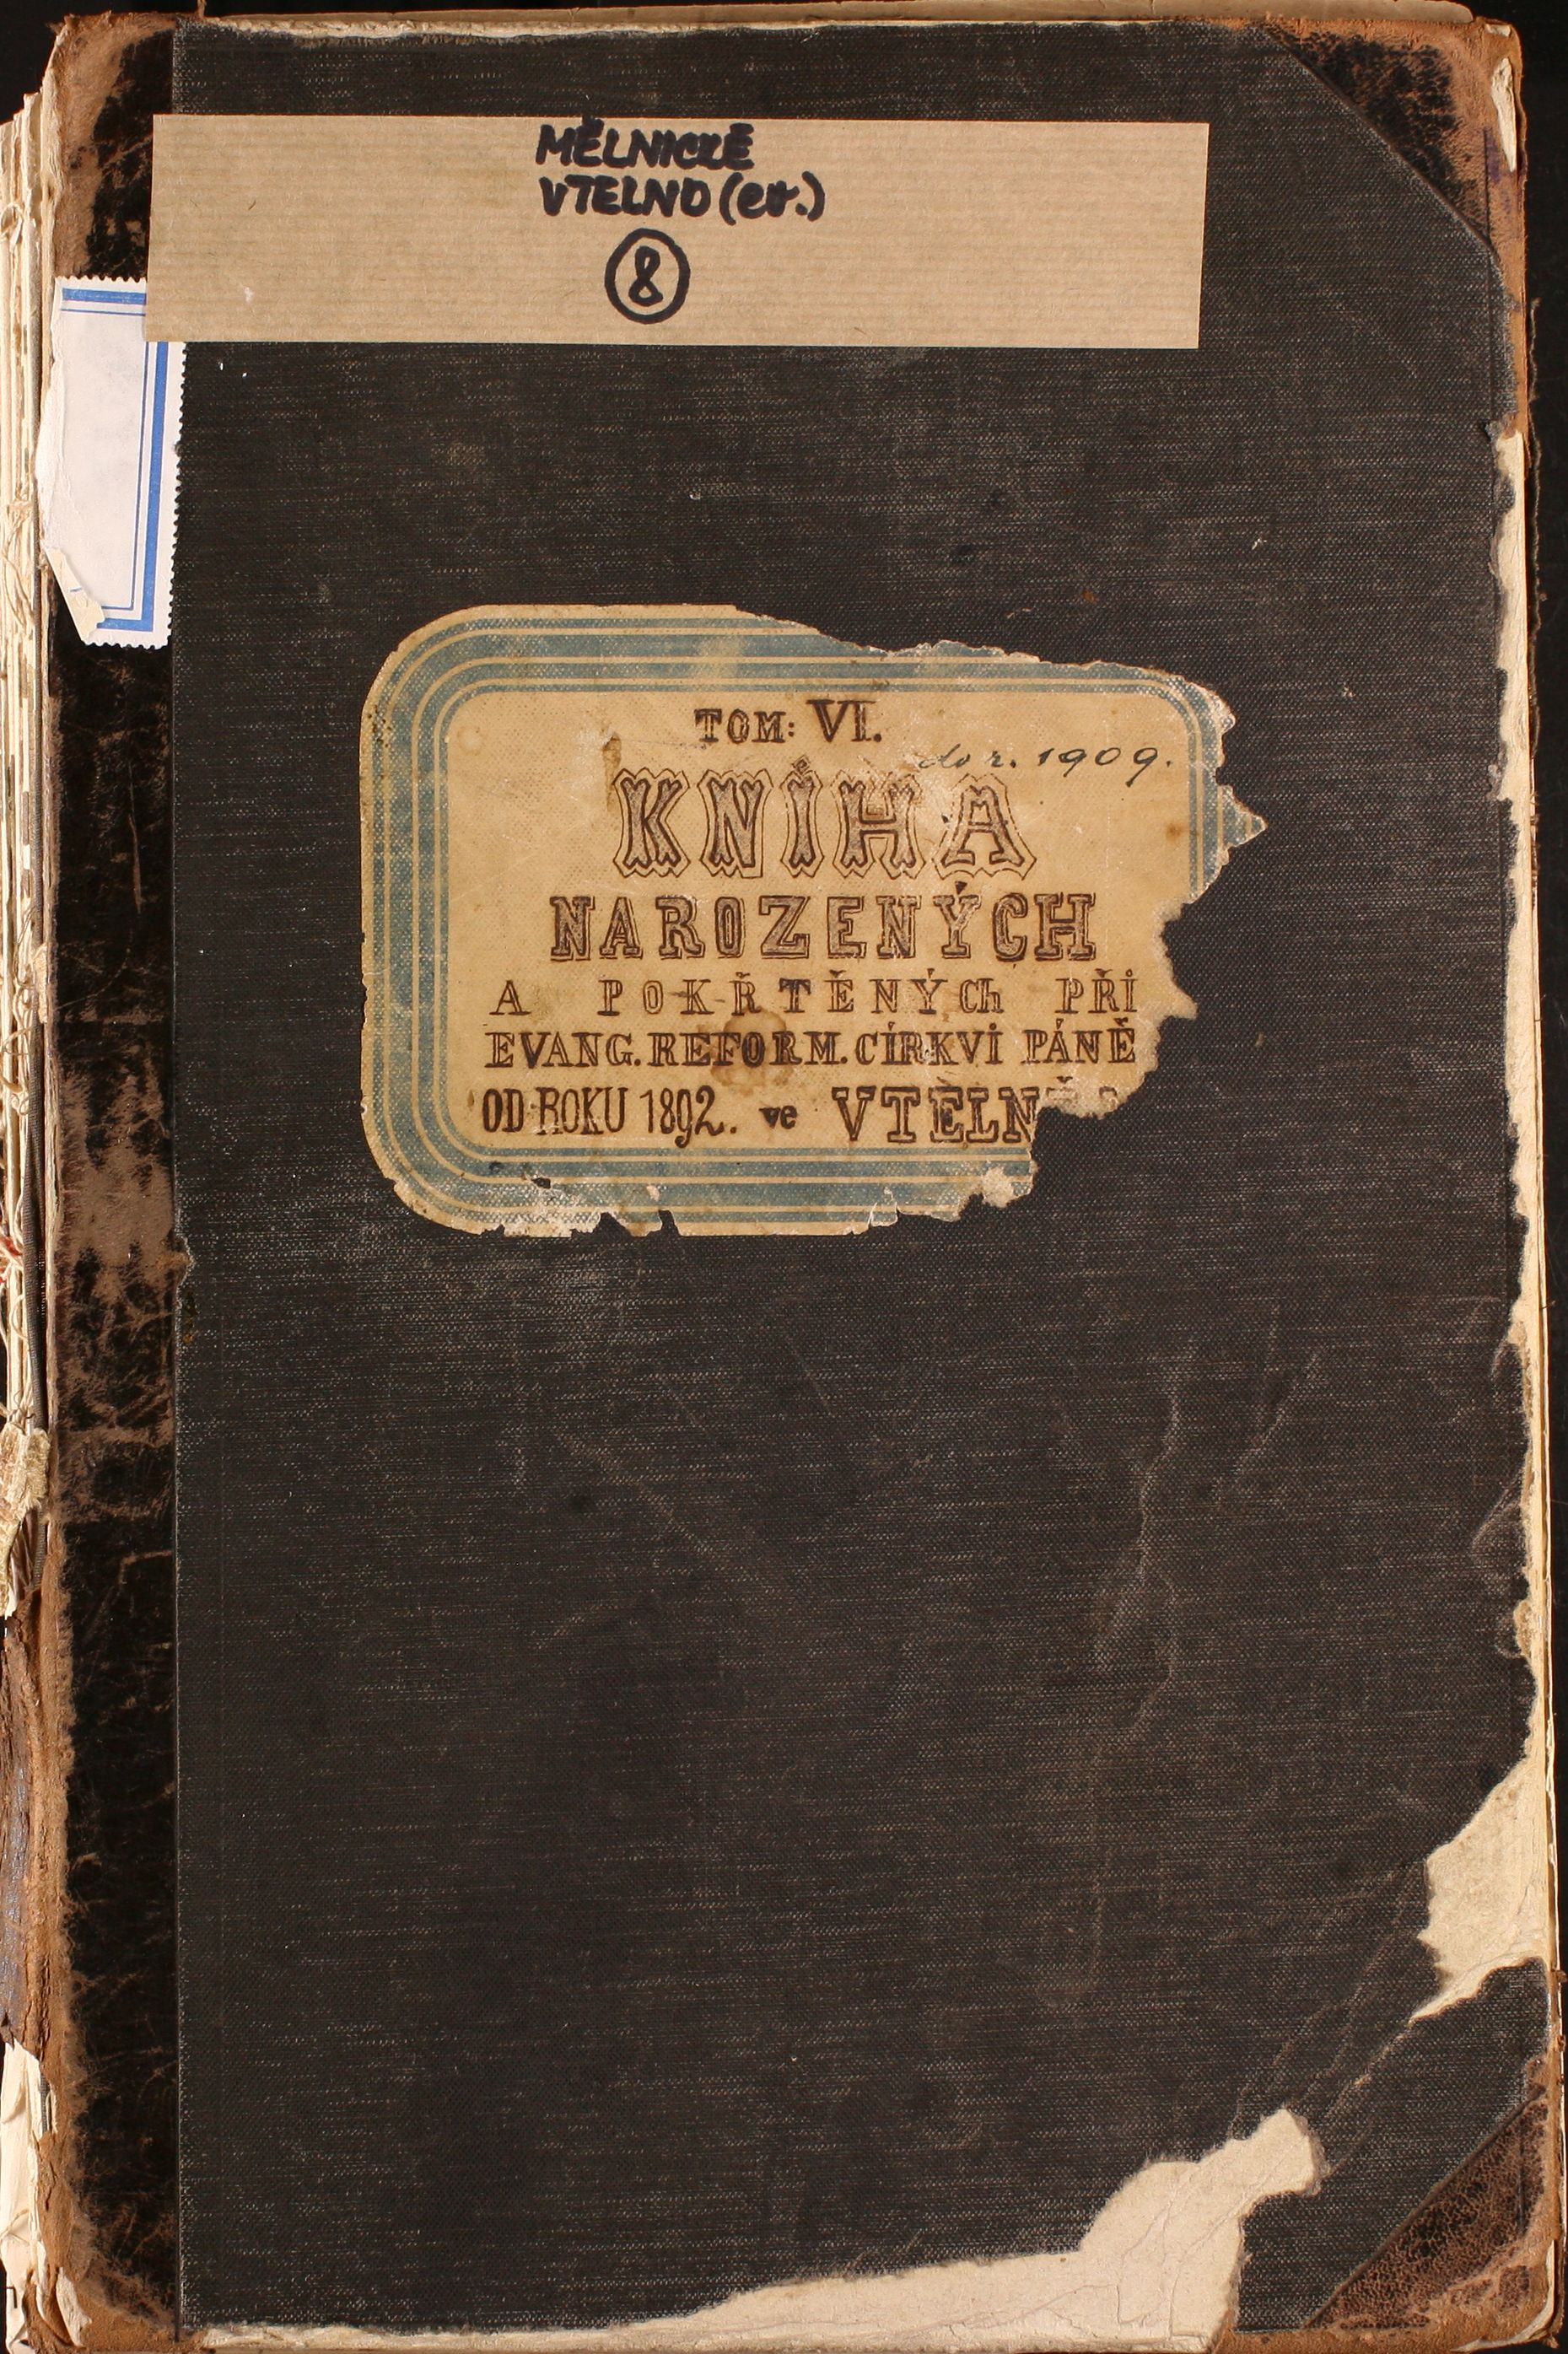 MĚLNICKÉ
VTELNO (ev.)
8
TOM: VI.
do r. 1909.
KNIHA
NAROZENÝCH
A POKŘTĚNÝCh PŘI
EVANG. REFORM. CÍRKVI PÁNĚ
OD ROKU 1892. ve VTELN